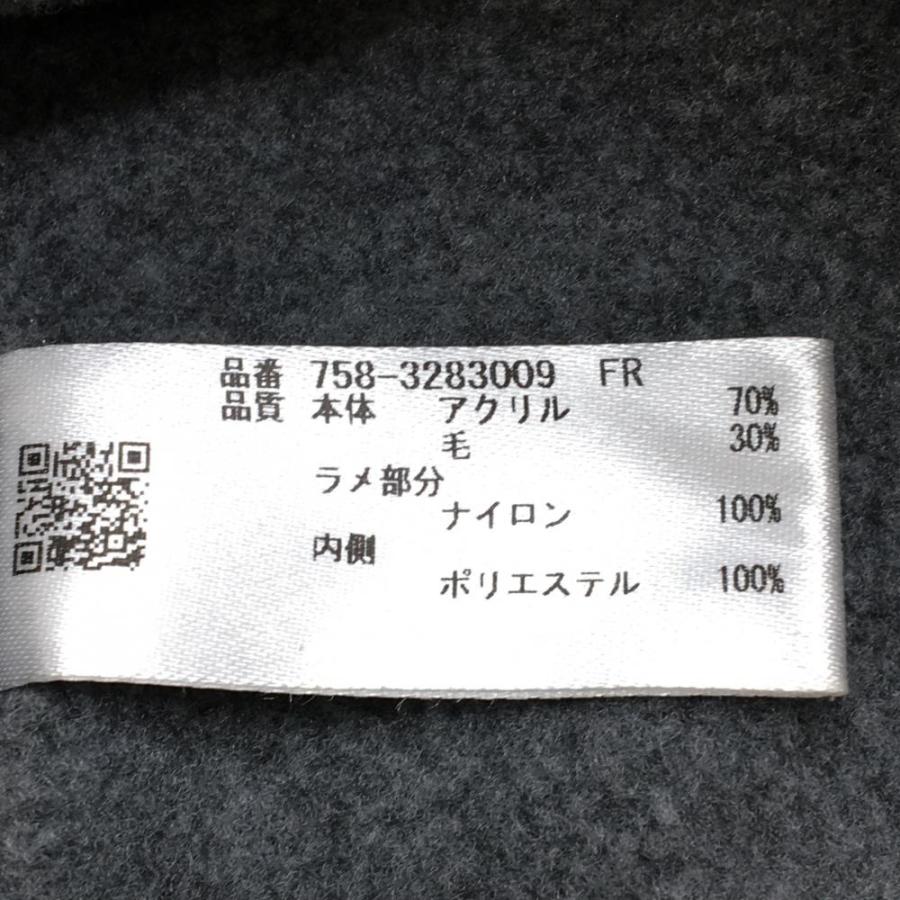 品番 758-3283009 FR
品質 本体 アクリル 70%
毛 30%
ラメ部分
ナイロン 100%
内側
ポリエステル 100%